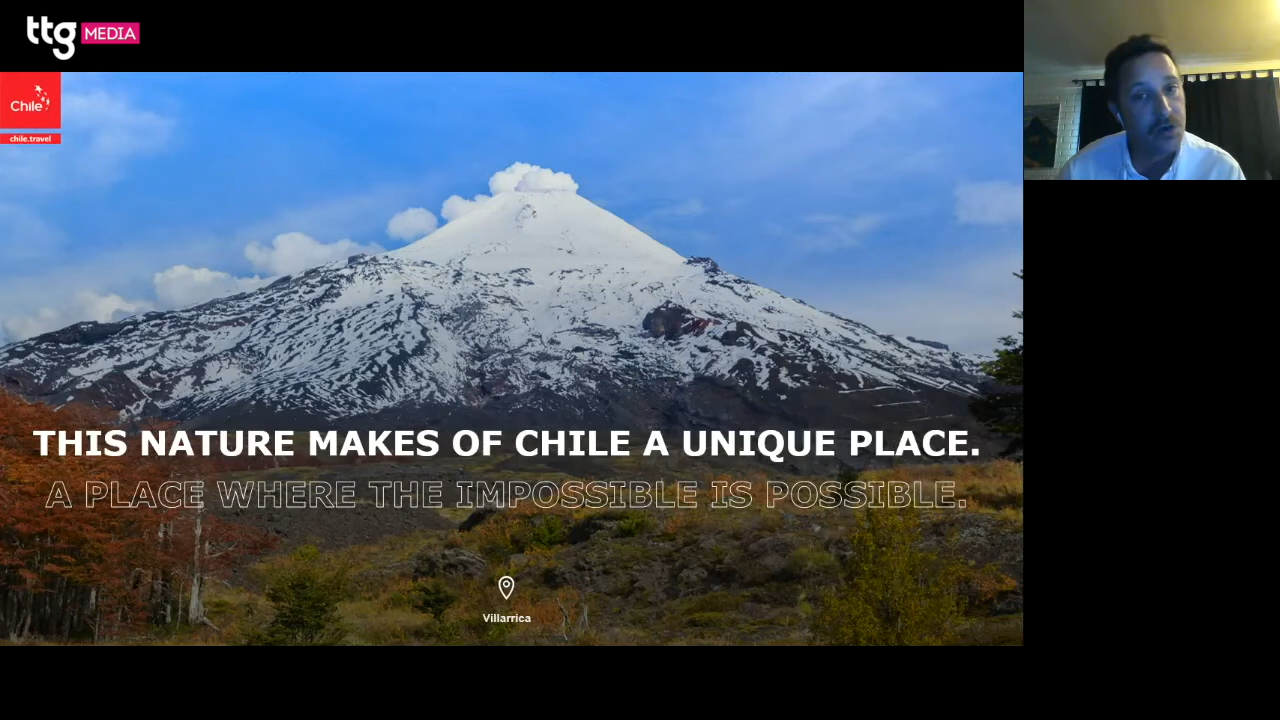 ttg MEDIA
Chile
chile.travel
THIS NATURE MAKES OF CHILE A UNIQUE PLACE.
A PLACE WHERE THE IMPOSSIBLE IS POSSIBLE.
Villarrica